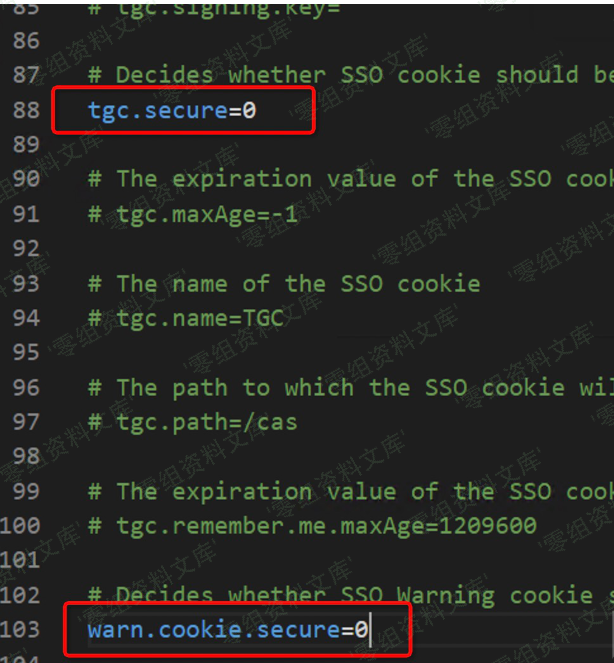 85 # tgc.signing.key=
86
87 # Decides whether SSO cookie should be
88 tgc.secure=0
89
90 # The expiration value of the SSO cook
91 # tgc.maxAge=-1
92
93 # The name of the SSO cookie
94 # tgc.name=TGC
95
96 # The path to which the SSO cookie wil
97 # tgc.path=/cas
98
99 # The expiration value of the SSO cook
100 # tgc.remember.me.maxAge=1209600
101
102 # Decides whether SSO Warning cookie s
103 warn.cookie.secure=0
104
'零组资料文库'